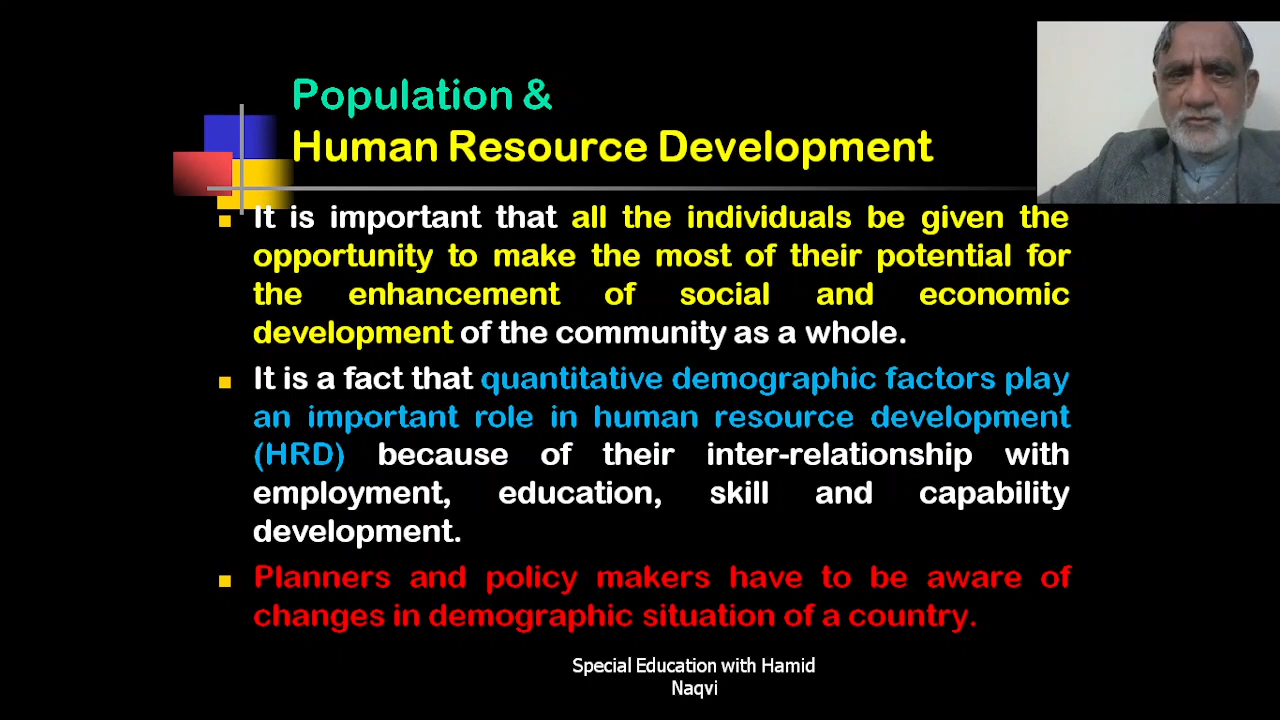 Population &
Human Resource Development
It is important that all the individuals be given the
opportunity to make the most of their potential for
the enhancement of social and economic
development of the community as a whole.
It is a fact that quantitative demographic factors play
an important role in human resource development
(HRD) because of their inter-relationship with
employment, education, skill and capability
development.
Planners and policy makers have to be aware of
changes in demographic situation of a country.
Special Education with Hamid
Naqvi